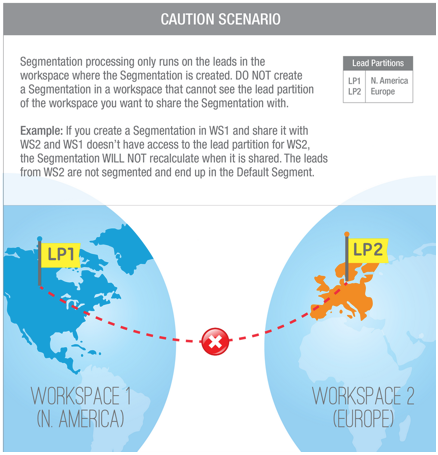 CAUTION SCENARIO
Segmentation processing only runs on the leads in the
workspace where the Segmentation is created. DO NOT create
a Segmentation in a workspace that cannot see the lead partition
of the workspace you want to share the Segmentation with.
Lead Partitions
LP1 N. America
LP2 Europe
Example: If you create a Segmentation in WS1 and share it with
WS2 and WS1 doesn't have access to the lead partition for WS2,
the Segmentation WILL NOT recalculate when it is shared. The leads
from WS2 are not segmented and end up in the Default Segment.
LP1
LP2
WORKSPACE 1
(N. AMERICA)
WORKSPACE 2
(EUROPE)